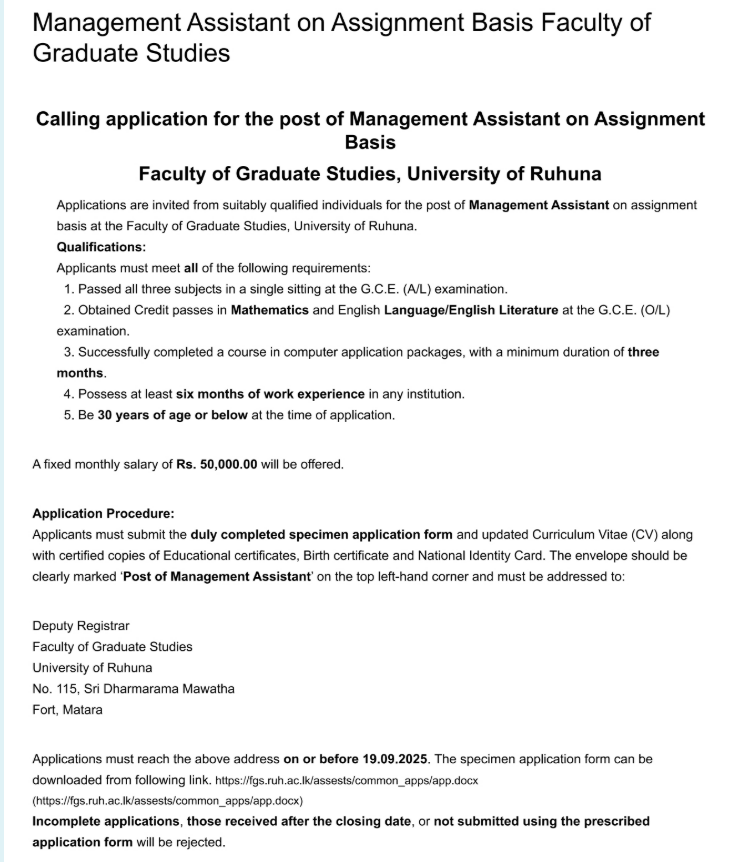 Management Assistant on Assignment Basis Faculty of
Graduate Studies
Calling application for the post of Management Assistant on Assignment
Basis
Faculty of Graduate Studies, University of Ruhuna
Applications are invited from suitably qualified individuals for the post of Management Assistant on assignment
basis at the Faculty of Graduate Studies, University of Ruhuna.
Qualifications:
Applicants must meet all of the following requirements:
1. Passed all three subjects in a single sitting at the G.C.E. (A/L) examination.
2. Obtained Credit passes in Mathematics and English Language/English Literature at the G.C.E. (O/L)
examination.
3. Successfully completed a course in computer application packages, with a minimum duration of three
months.
4. Possess at least six months of work experience in any institution.
5. Be 30 years of age or below at the time of application.
A fixed monthly salary of Rs. 50,000.00 will be offered.
Application Procedure:
Applicants must submit the duly completed specimen application form and updated Curriculum Vitae (CV) along
with certified copies of Educational certificates, Birth certificate and National Identity Card. The envelope should be
clearly marked 'Post of Management Assistant' on the top left-hand corner and must be addressed to:
Deputy Registrar
Faculty of Graduate Studies
University of Ruhuna
No. 115, Sri Dharmarama Mawatha
Fort, Matara
Applications must reach the above address on or before 19.09.2025. The specimen application form can be
downloaded from following link. https://fgs.ruh.ac.lk/assests/common_apps/app.docx
(https://fgs.ruh.ac.lk/assests/common_apps/app.docx)
Incomplete applications, those received after the closing date, or not submitted using the prescribed
application form will be rejected.